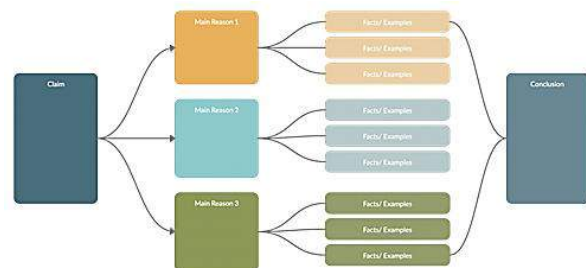 Claim
Main Reason 1
Facts/ Examples
Facts/ Examples
Facts/ Examples
Main Reason 2
Facts/ Examples
Facts/ Examples
Facts/ Examples
Main Reason 3
Facts/ Examples
Facts/ Examples
Facts/ Examples
Conclusion